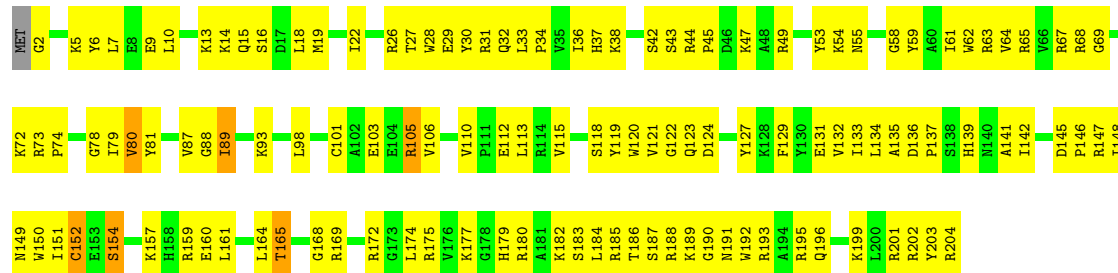 MET G2 K5 Y6 L7 E8 E9 L10 K13 K14 Q15 S16 D17 L18 M19 I22 R26 T27 W28 E29 Y30 R31 Q32 L33 P34 V35 I36 H37 K38 S42 S43 R44 P45 D46 K47 A48 R49 Y53 K54 N55 G58 Y59 A60 I61 W62 R63 V64 R65 V66 R67 R68 G69
K72 R73 P74 G78 I79 V80 Y81 V87 G88 I89 K93 L98 C101 A102 E103 E104 R105 V106 V110 P111 E112 L113 R114 V115 S118 Y119 W120 V121 G122 Q123 D124 Y127 K128 F129 Y130 E131 V132 I133 L134 A135 D136 P137 S138 H139 N140 A141 I142 D145 P146 R147 I148
N149 W150 I151 C152 E153 S154 K157 H158 R159 E160 L161 L164 T165 G168 R169 R172 G173 L174 R175 V176 K177 G178 H179 R180 A181 K182 S183 L184 R185 T186 S187 R188 K189 G190 N191 W192 R193 A194 R195 Q196 K199 L200 R201 R202 Y203 R204